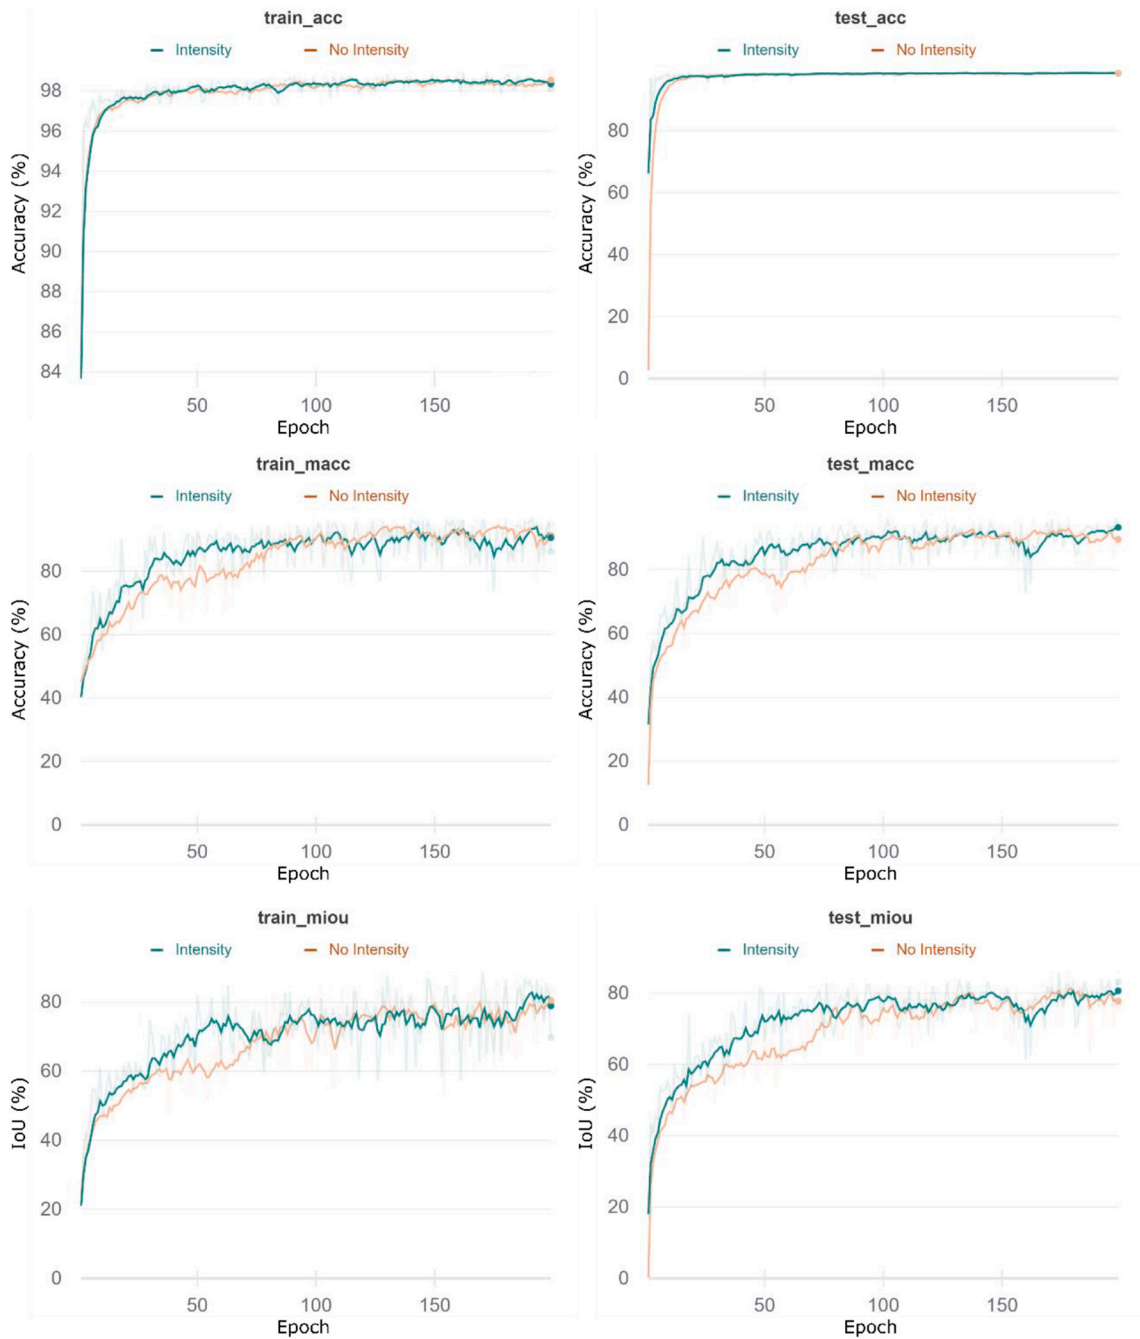 train_acc
Intensity No Intensity
98
96
94
92
90
88
86
84
Accuracy (%)
50 100 150
Epoch
test_acc
Intensity No Intensity
80
60
40
20
0
Accuracy (%)
50 100 150
Epoch
train_macc
Intensity No Intensity
80
60
40
20
0
Accuracy (%)
50 100 150
Epoch
test_macc
Intensity No Intensity
80
60
40
20
0
Accuracy (%)
50 100 150
Epoch
train_miou
Intensity No Intensity
80
60
40
20
0
IoU (%)
50 100 150
Epoch
test_miou
Intensity No Intensity
80
60
40
20
0
IoU (%)
50 100 150
Epoch